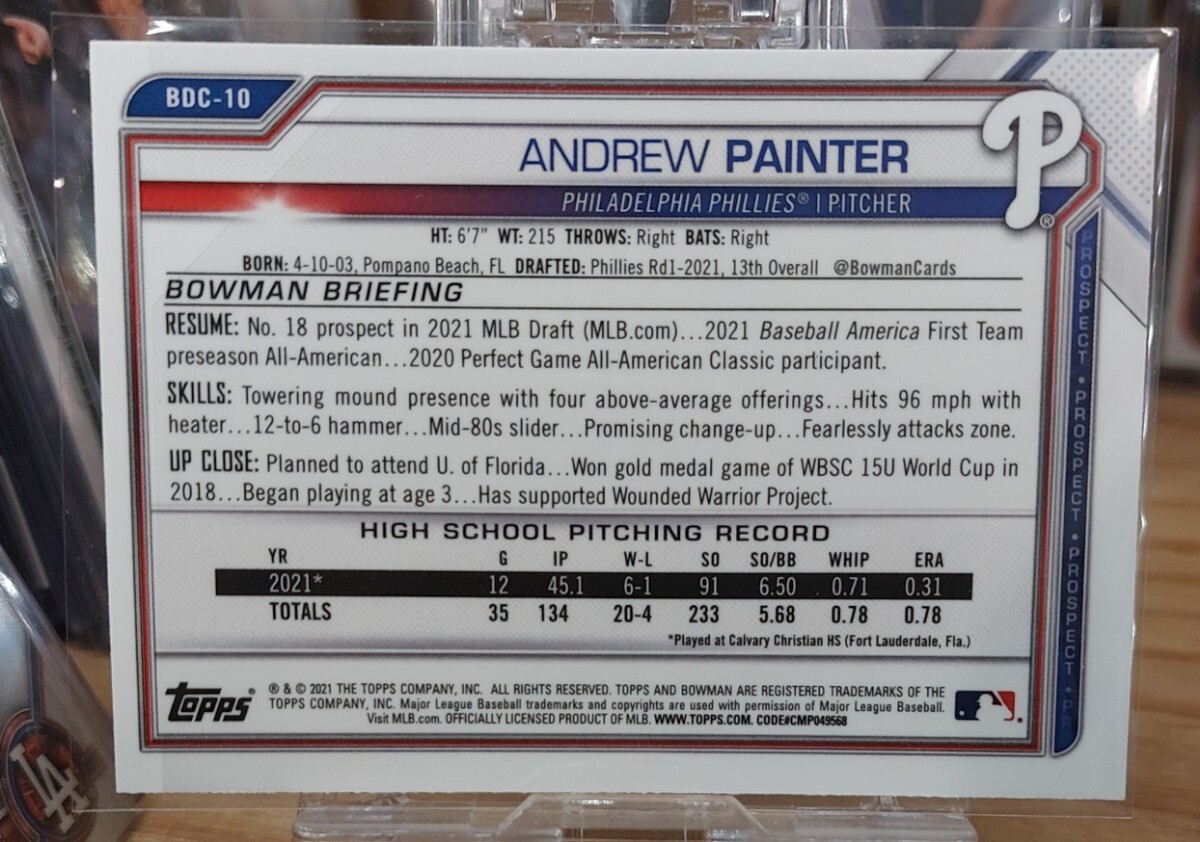 BDC-10
ANDREW PAINTER
P
PHILADELPHIA PHILLIES® | PITCHER
®
HT: 6'7" WT: 215 THROWS: Right BATS: Right
BORN: 4-10-03, Pompano Beach, FL DRAFTED: Phillies Rd1-2021, 13th Overall @BowmanCards
BOWMAN BRIEFING
RESUME: No. 18 prospect in 2021 MLB Draft (MLB.com)...2021 Baseball America First Team
preseason All-American...2020 Perfect Game All-American Classic participant.
SKILLS: Towering mound presence with four above-average offerings...Hits 96 mph with
heater...12-to-6 hammer...Mid-80s slider...Promising change-up...Fearlessly attacks zone.
UP CLOSE: Planned to attend U. of Florida...Won gold medal game of WBSC 15U World Cup in
2018...Began playing at age 3...Has supported Wounded Warrior Project.
HIGH SCHOOL PITCHING RECORD
YR G IP W-L SO SO/BB WHIP ERA
2021* 12 45.1 6-1 91 6.50 0.71 0.31
TOTALS 35 134 20-4 233 5.68 0.78 0.78
*Played at Calvary Christian HS (Fort Lauderdale, Fla.)
topps®
® & © 2021 THE TOPPS COMPANY, INC. ALL RIGHTS RESERVED. TOPPS AND BOWMAN ARE REGISTERED TRADEMARKS OF THE
TOPPS COMPANY, INC. Major League Baseball trademarks and copyrights are used with permission of Major League Baseball.
Visit MLB.com. OFFICIALLY LICENSED PRODUCT OF MLB. WWW.TOPPS.COM. CODE#CMP049568
PROSPECT • PROSPECT • PROSPECT • PR
LA